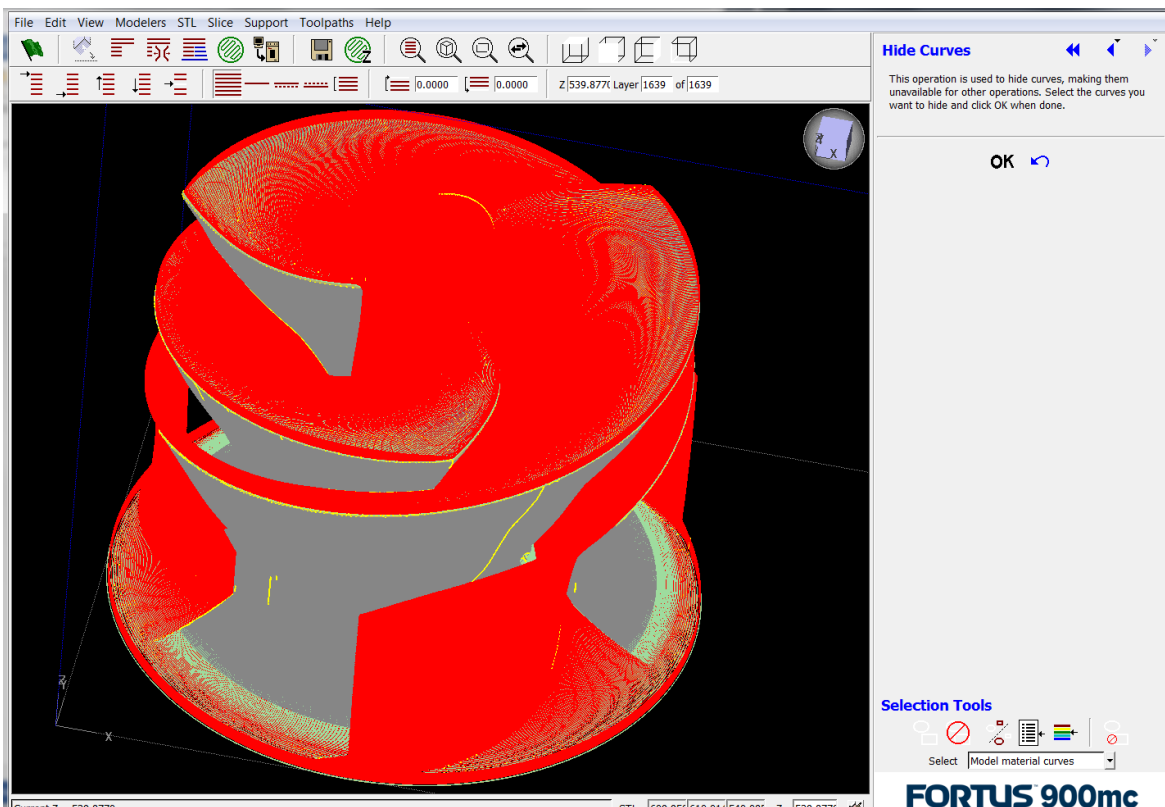 File Edit View Modelers STL Slice Support Toolpaths Help
0.0000 0.0000 Z 539.877 Layer 1639 of 1639
Hide Curves
This operation is used to hide curves, making them
unavailable for other operations. Select the curves you
want to hide and click OK when done.
OK
X
Z
X
Selection Tools
Select Model material curves
FORTUS 900mc